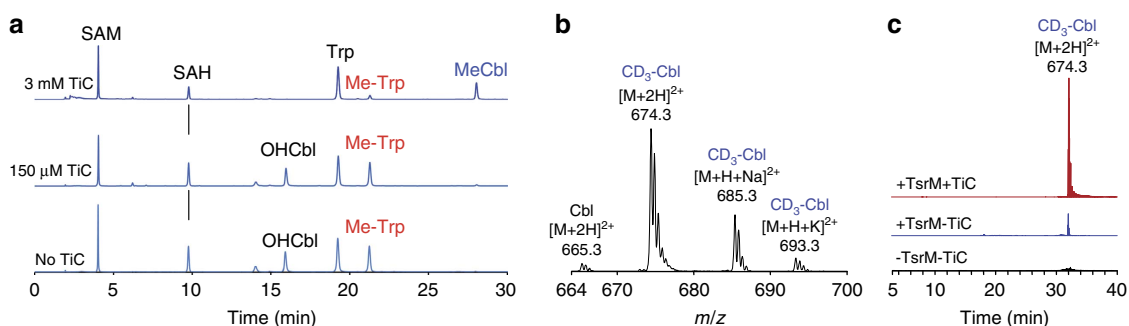 a
SAM
SAH
Trp
Me-Trp
MeCbl
3 mM TiC
OHCbl
Me-Trp
150 μM TiC
OHCbl
Me-Trp
No TiC
0 5 10 15 20 25 30
Time (min)
b
CD₃-Cbl
[M+2H]²⁺
674.3
CD₃-Cbl
[M+H+Na]²⁺
685.3
Cbl
[M+2H]²⁺
665.3
CD₃-Cbl
[M+H+K]²⁺
693.3
664 670 680 690 700
m/z
c
CD₃-Cbl
[M+2H]²⁺
674.3
+TsrM+TiC
+TsrM-TiC
-TsrM-TiC
5 10 20 30 40
Time (min)